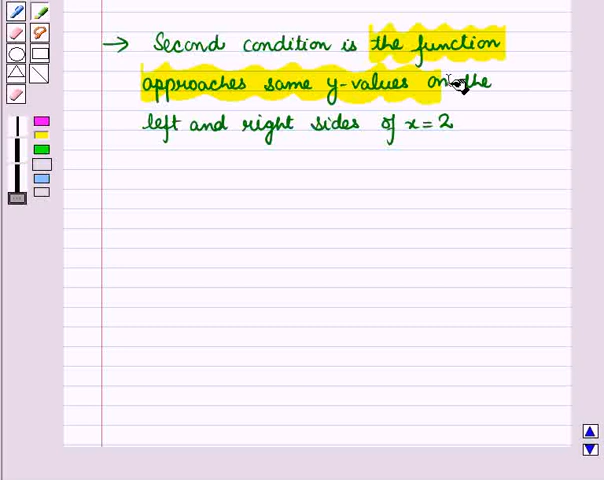 → Second condition is the function
approaches same y-values on the
left and right sides of x = 2